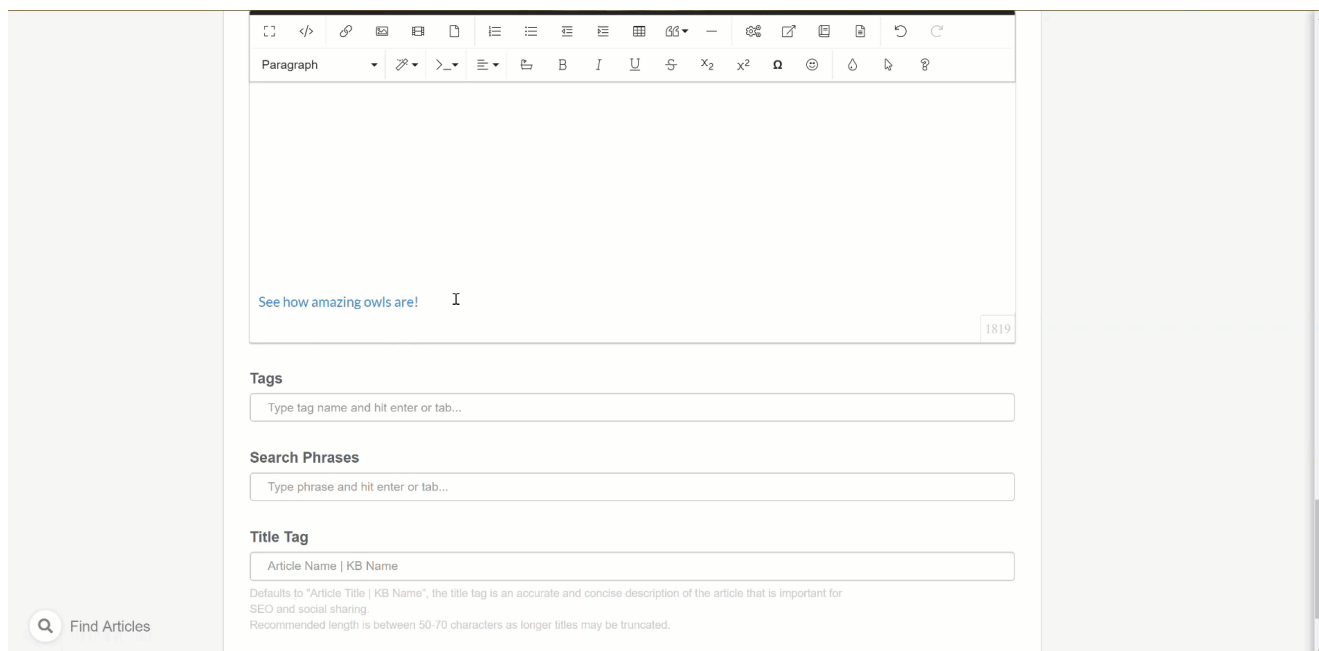 Paragraph
B I U S X2 X2 Ω
See how amazing owls are!
1819
Tags
Type tag name and hit enter or tab...
Search Phrases
Type phrase and hit enter or tab...
Title Tag
Article Name | KB Name
Defaults to "Article Title | KB Name", the title tag is an accurate and concise description of the article that is important for
SEO and social sharing.
Recommended length is between 50-70 characters as longer titles may be truncated.
Find Articles